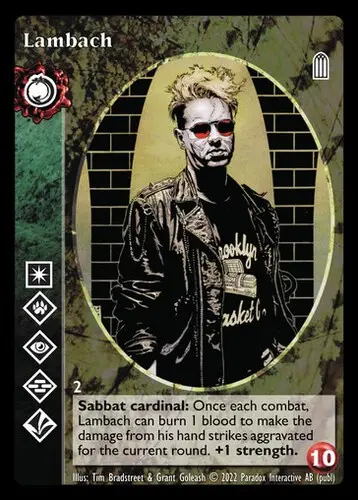 Lambach
Brooklyn
Basketb
2
Sabbat cardinal: Once each combat,
Lambach can burn 1 blood to make the
damage from his hand strikes aggravated
for the current round. +1 strength.
10
Illus: Tim Bradstreet & Grant Goleash © 2022 Paradox Interactive AB (publ)